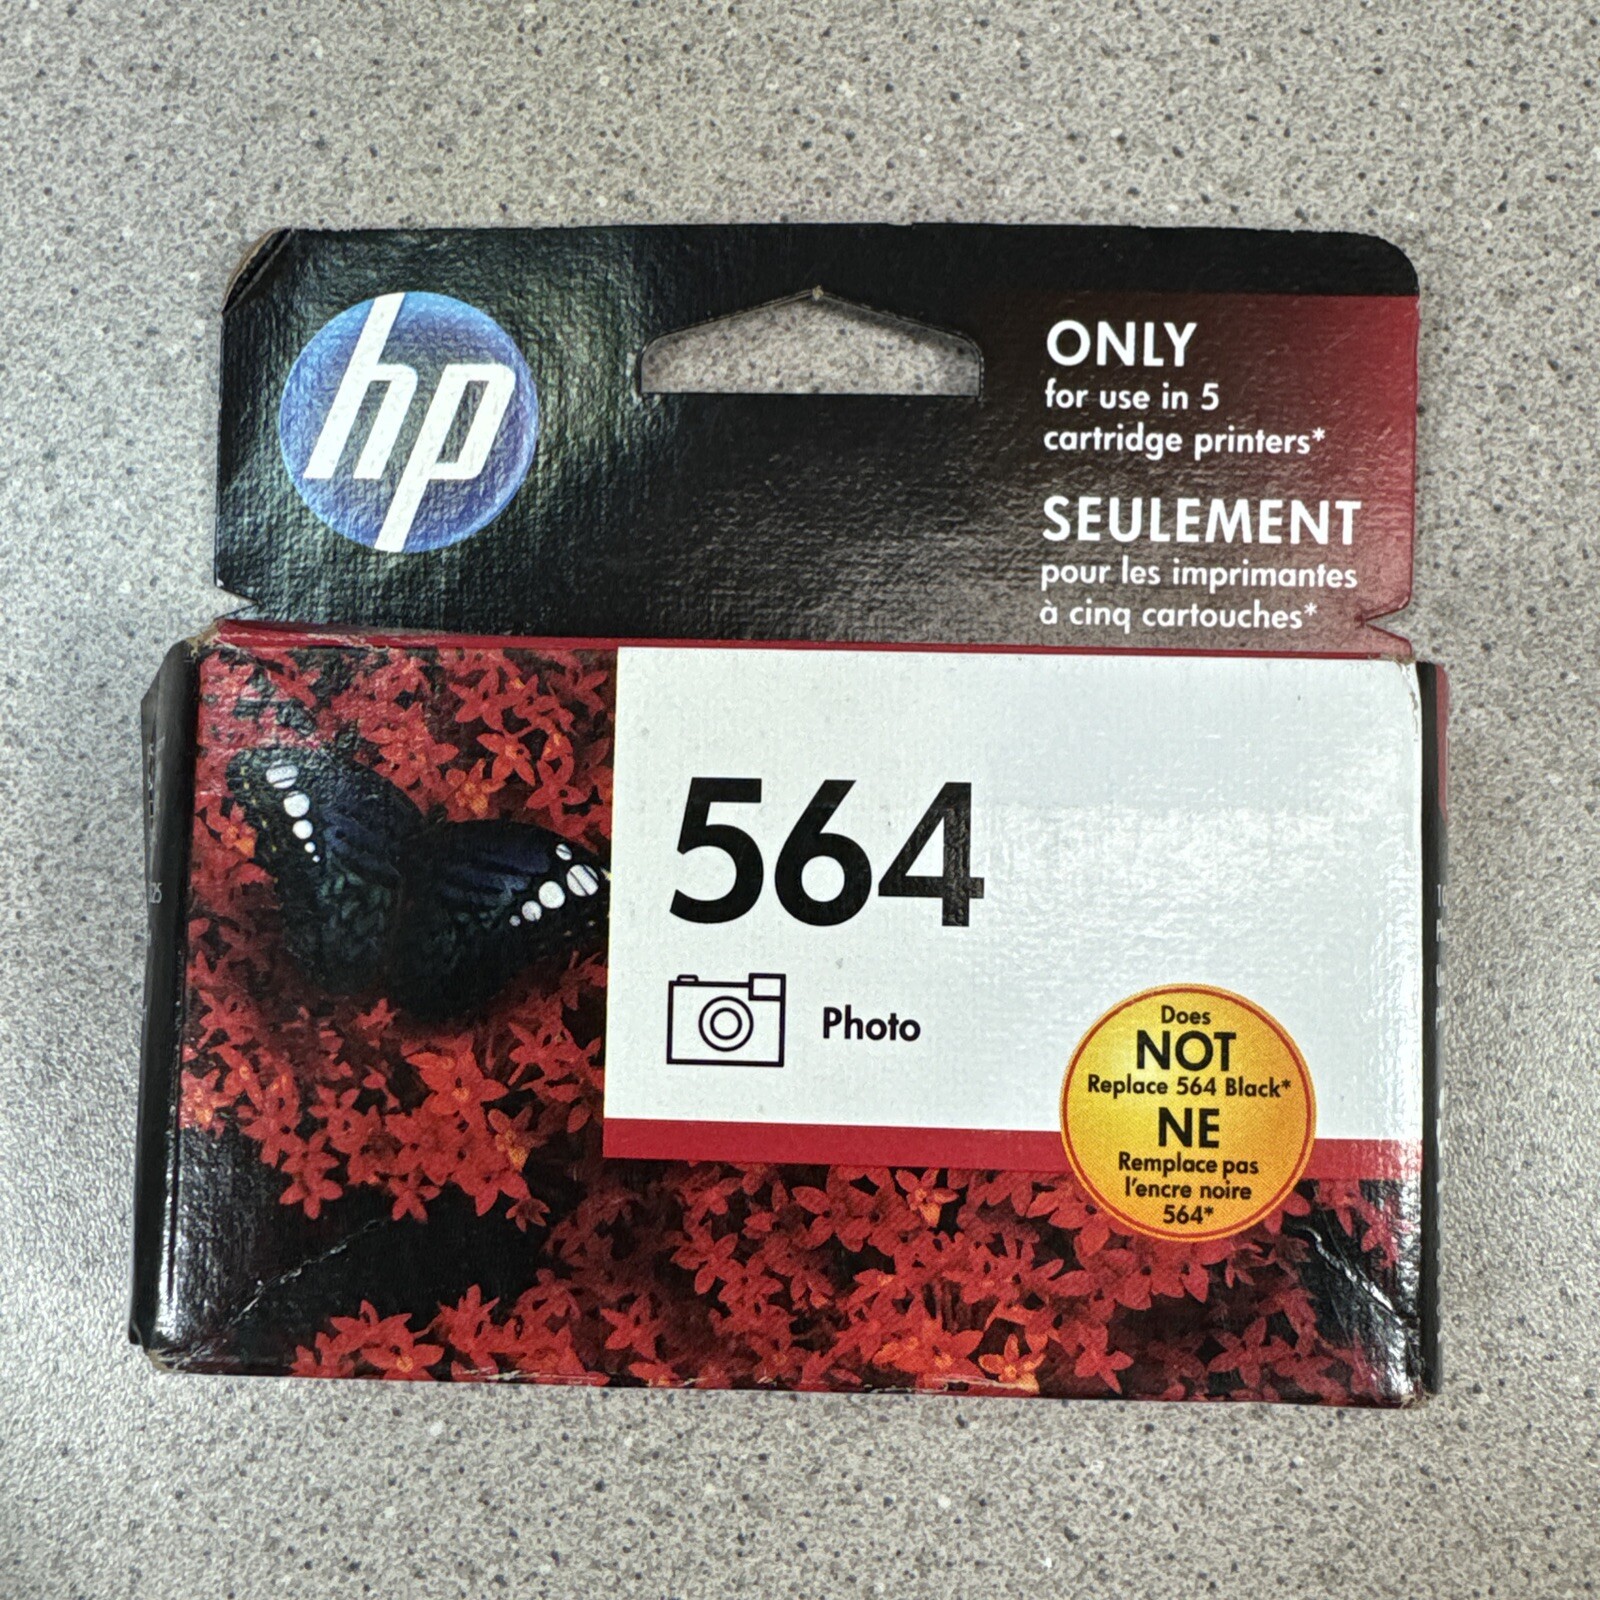 hp
ONLY
for use in 5
cartridge printers*
SEULEMENT
pour les imprimantes
à cinq cartouches*
564
Photo
Does
NOT
Replace 564 Black*
NE
Remplace pas
l'encre noire
564*